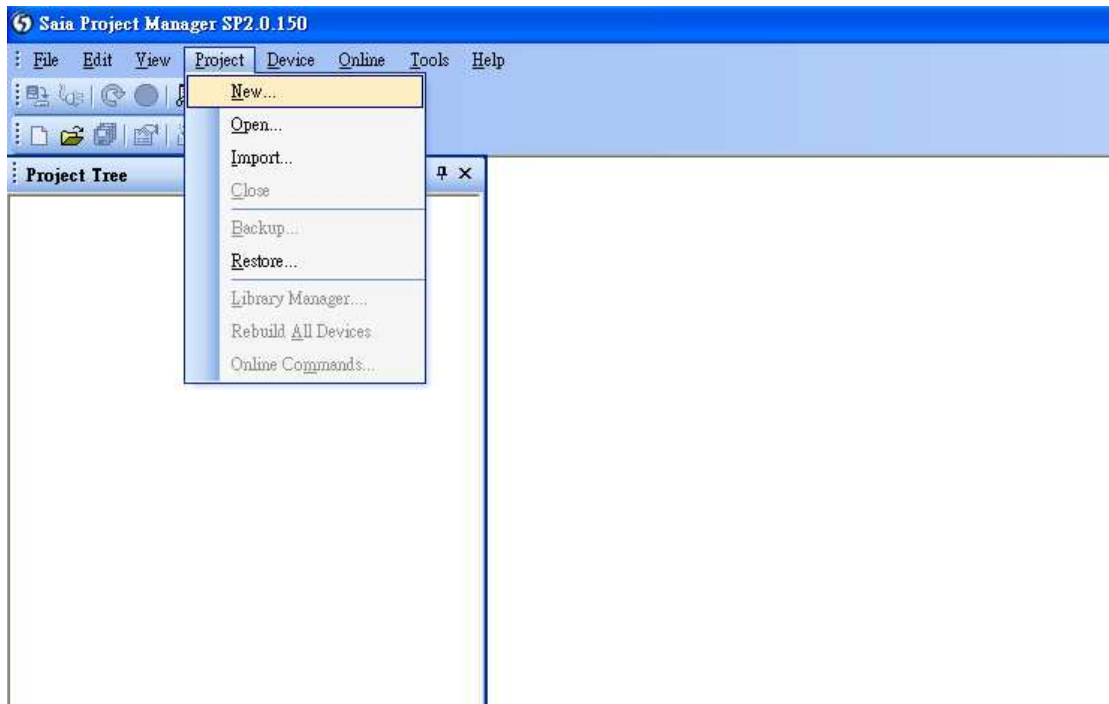 Saia Project Manager SP2.0.150
File Edit View Project Device Online Tools Help
New...
Open...
Import...
Project Tree
Close
Backup...
Restore...
Library Manager....
Rebuild All Devices
Online Commands...